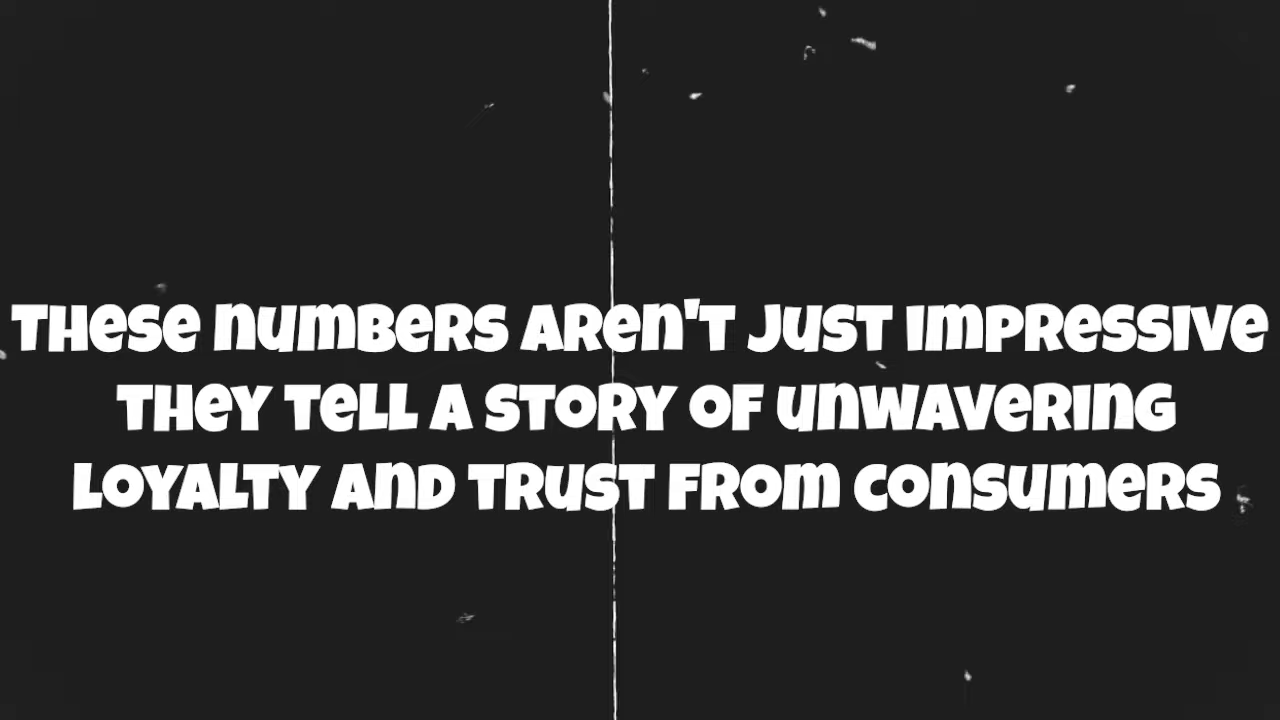 THese numBers Aren'T JusT ImPressIve
THey Tell A sTory of unwAverIng
loyAlTy And TrusT from Consumers